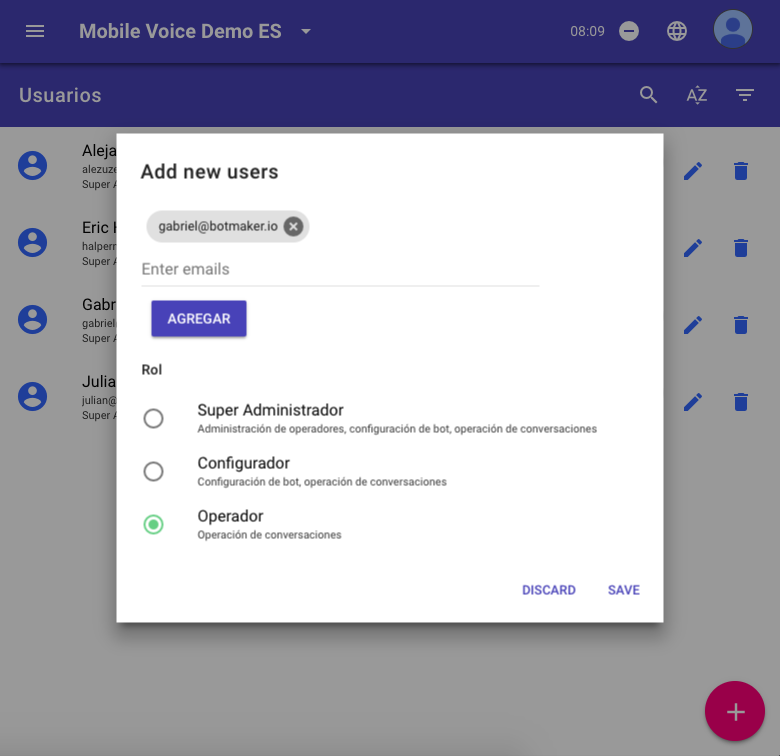 Mobile Voice Demo ES
08:09
Usuarios
Aleja
alezuze
Super A
Add new users
gabriel@botmaker.io
Enter emails
AGREGAR
Eric H
halpern
Super A
Gabr
gabriel
Super A
Julia
julian@
Super A
Rol
Super Administrador
Administración de operadores, configuración de bot, operación de conversaciones
Configurador
Configuración de bot, operación de conversaciones
Operador
Operación de conversaciones
DISCARD SAVE